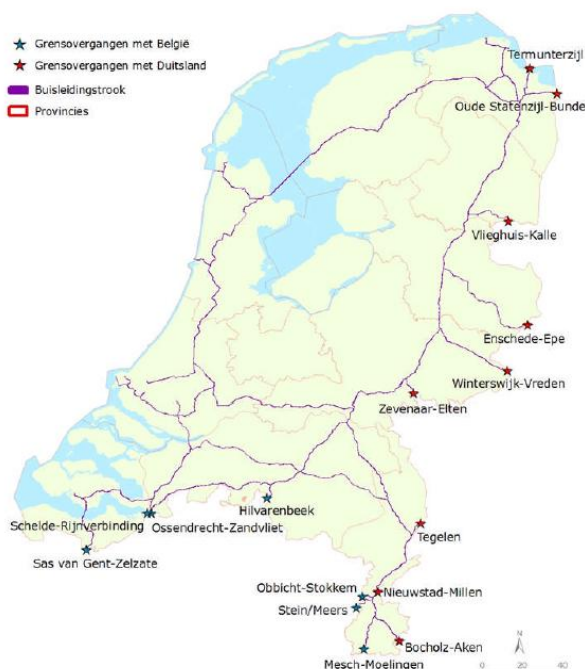 Grensovergangen met België
Grensovergangen met Duitsland
Buisleidingstrook
Provincies
Termunterzijl
Oude Statenzijl-Bunde
Vlieghuis-Kalle
Enschede-Epe
Winterswijk-Vreden
Zevenaar-Elten
Hilvarenbeek
Schelde-Rijnverbinding
Ossendrecht-Zandvliet
Tegelen
Sas van Gent-Zelzate
Obbicht-Stokkem
Nieuwstad-Millen
Stein/Meers
Bocholz-Aken
Mesch-Moelingen
N
0 20 40